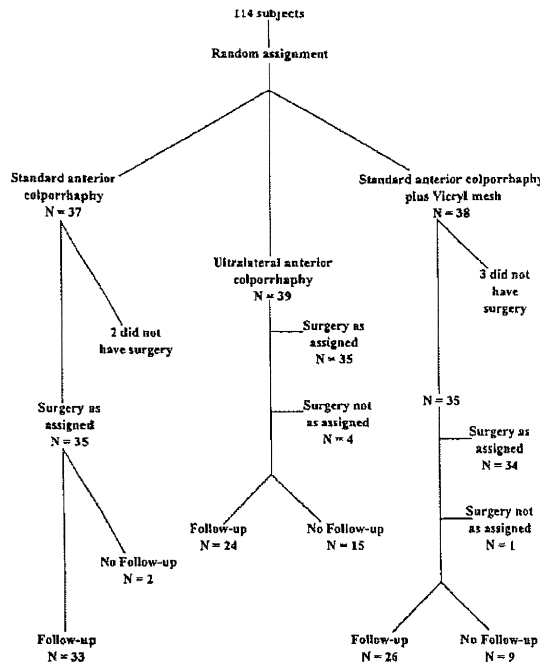 114 subjects
Random assignment
Standard anterior
colporrhaphy
N = 37
2 did not
have surgery
Surgery as
assigned
N = 35
No Follow-up
N = 2
Follow-up
N = 33
Ultralateral anterior
colporrhaphy
N = 39
Surgery as
assigned
N = 35
Surgery not
as assigned
N = 4
Follow-up
N = 24
No Follow-up
N = 15
Standard anterior colporrhaphy
plus Vicryl mesh
N = 38
3 did not
have
surgery
N = 35
Surgery as
assigned
N = 34
Surgery not
as assigned
N = 1
Follow-up
N = 26
No Follow-up
N = 9